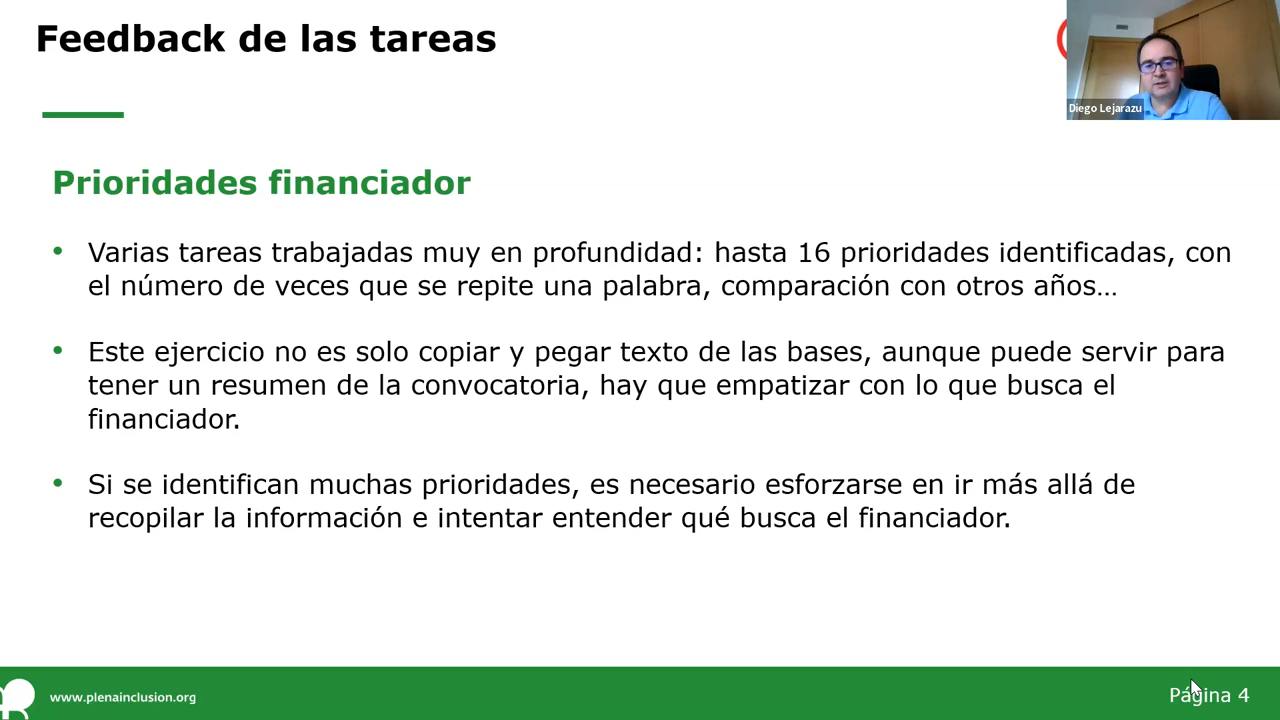 Feedback de las tareas
Diego Lejarazu
Prioridades financiador
• Varias tareas trabajadas muy en profundidad: hasta 16 prioridades identificadas, con
el número de veces que se repite una palabra, comparación con otros años…
• Este ejercicio no es solo copiar y pegar texto de las bases, aunque puede servir para
tener un resumen de la convocatoria, hay que empatizar con lo que busca el
financiador.
• Si se identifican muchas prioridades, es necesario esforzarse en ir más allá de
recopilar la información e intentar entender qué busca el financiador.
www.plenainclusion.org
Página 4